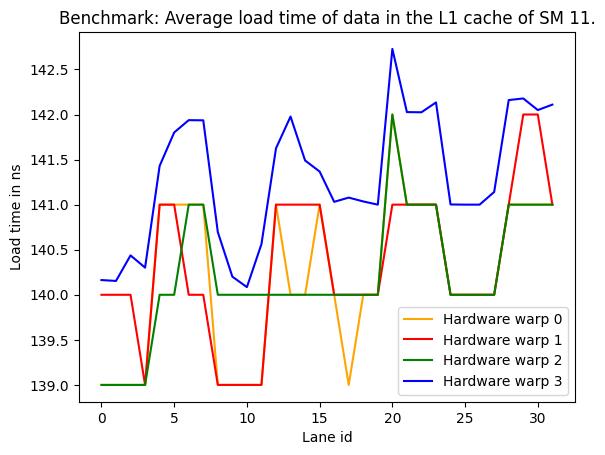 Benchmark: Average load time of data in the L1 cache of SM 11.
Load time in ns
142.5
142.0
141.5
141.0
140.5
140.0
139.5
139.0
0 5 10 15 20 25 30
Lane id
Hardware warp 0
Hardware warp 1
Hardware warp 2
Hardware warp 3